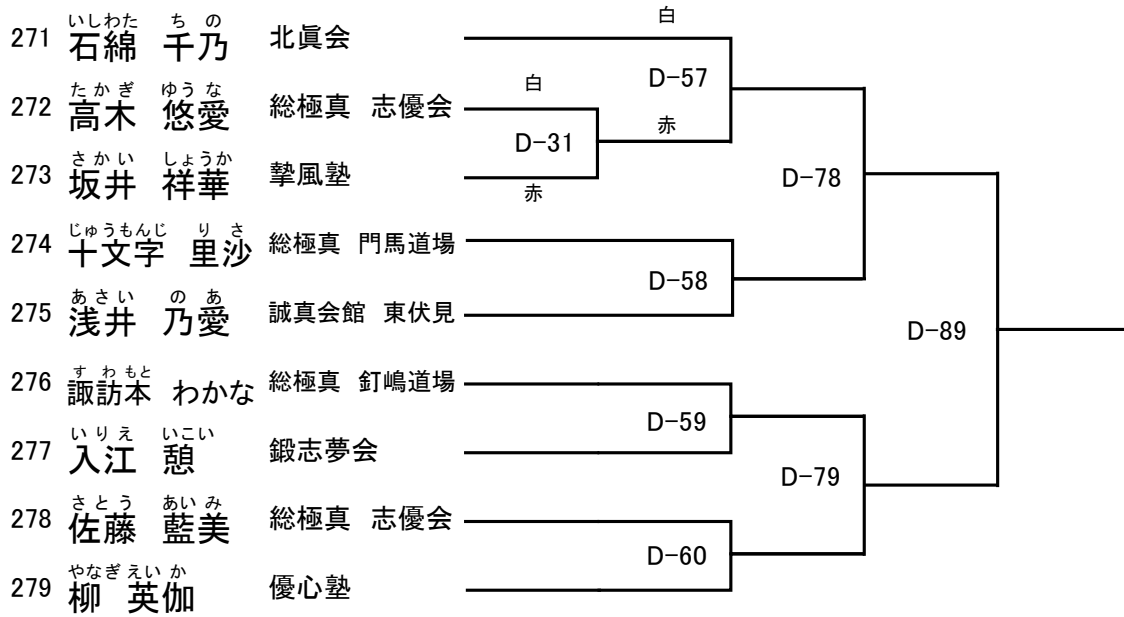 いしわた ちの 白
271 石綿 千乃 北眞会
D-57
たかぎ ゆうな 白
272 高木 悠愛 総極真 志優会
D-31 赤
さかい しょうか
273 坂井 祥華 摯風塾
赤 D-78
じゅうもんじ りさ
274 十文字 里沙 総極真 門馬道場
D-58
あさい のあ
275 浅井 乃愛 誠真会館 東伏見
D-89
すわもと
276 諏訪本 わかな 総極真 釘嶋道場
D-59
いりえ いこい
277 入江 憩 鍛志夢会
D-79
さとう あいみ
278 佐藤 藍美 総極真 志優会
D-60
やなぎ えいか
279 柳 英伽 優心塾